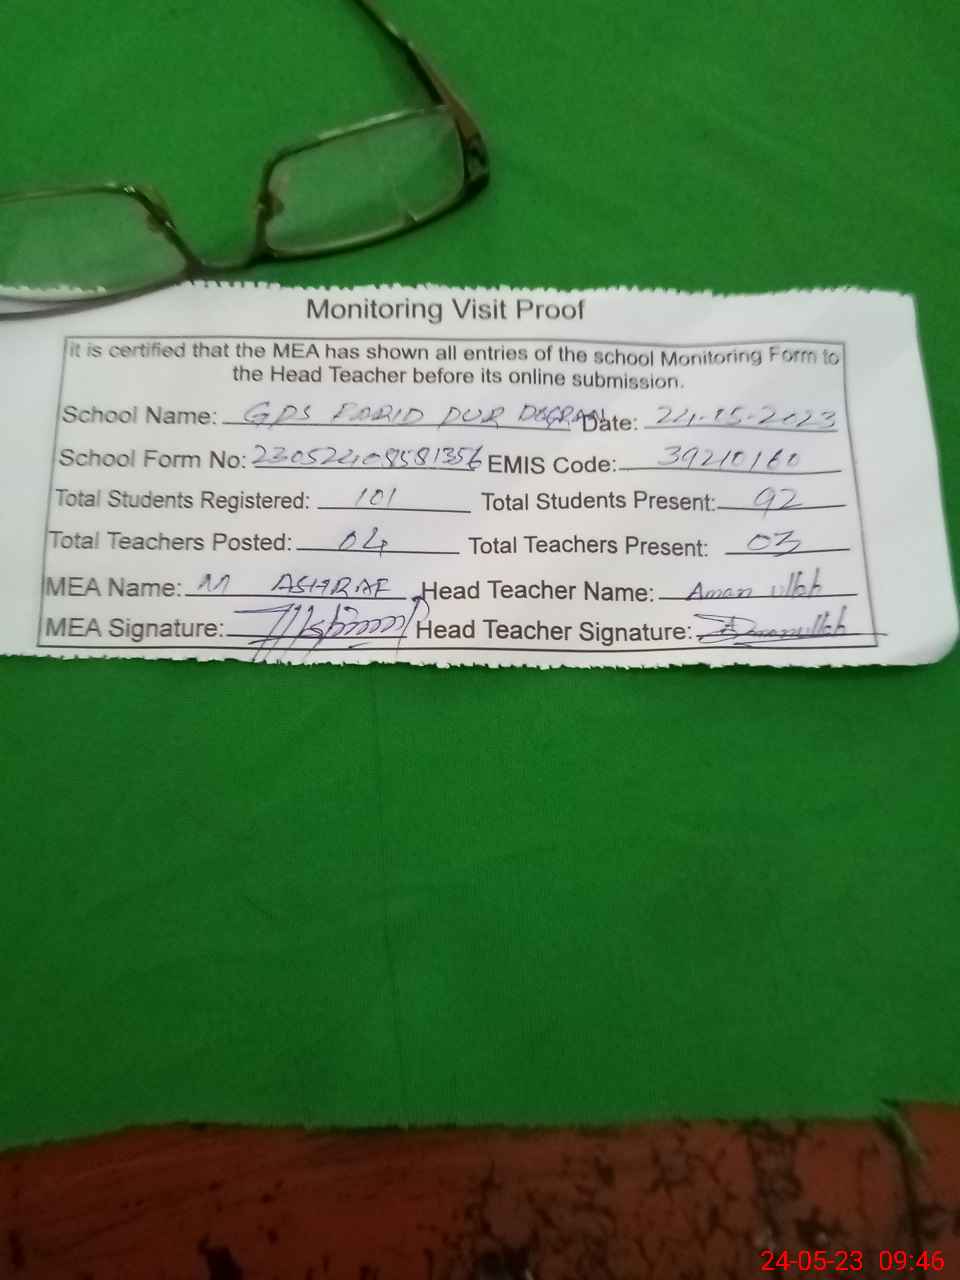 Monitoring Visit Proof
it is certified that the MEA has shown all entries of the school Monitoring Form to
the Head Teacher before its online submission.
School Name: GPS FARID PUR DOGRAN Date: 24-05-2023
School Form No: 23052408581356 EMIS Code: 39210160
Total Students Registered: 101 Total Students Present: 92
Total Teachers Posted: 04 Total Teachers Present: 03
MEA Name: M ASHRAF Head Teacher Name: Aman ullah
MEA Signature: Head Teacher Signature: Amanullah
24-05-23 09:46